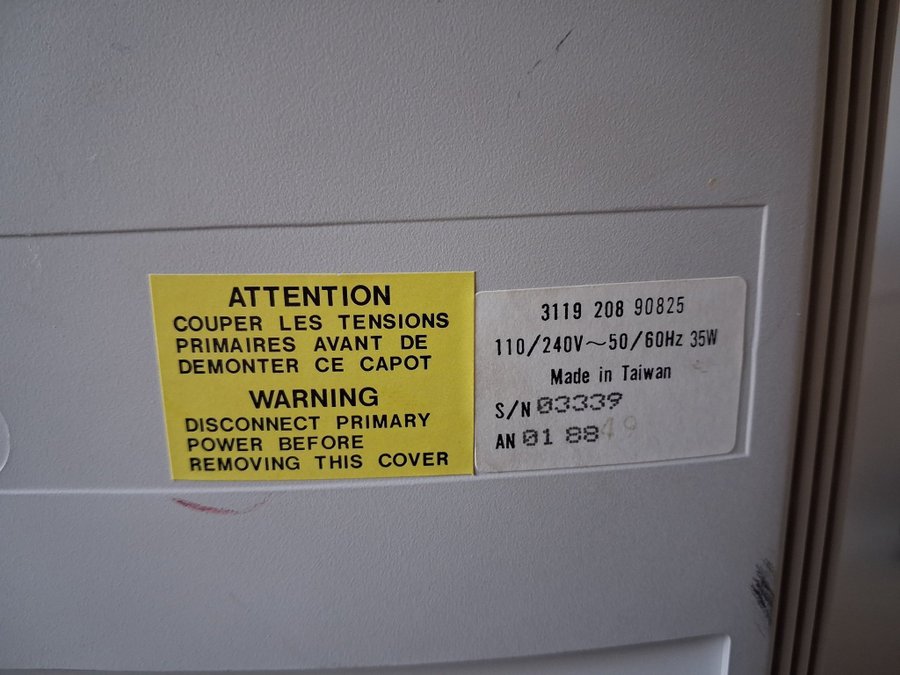 ATTENTION
COUPER LES TENSIONS
PRIMAIRES AVANT DE
DEMONTER CE CAPOT
WARNING
DISCONNECT PRIMARY
POWER BEFORE
REMOVING THIS COVER
3119 208 90825
110/240V~50/60Hz 35W
Made in Taiwan
S/N 03339
AN 01 8849